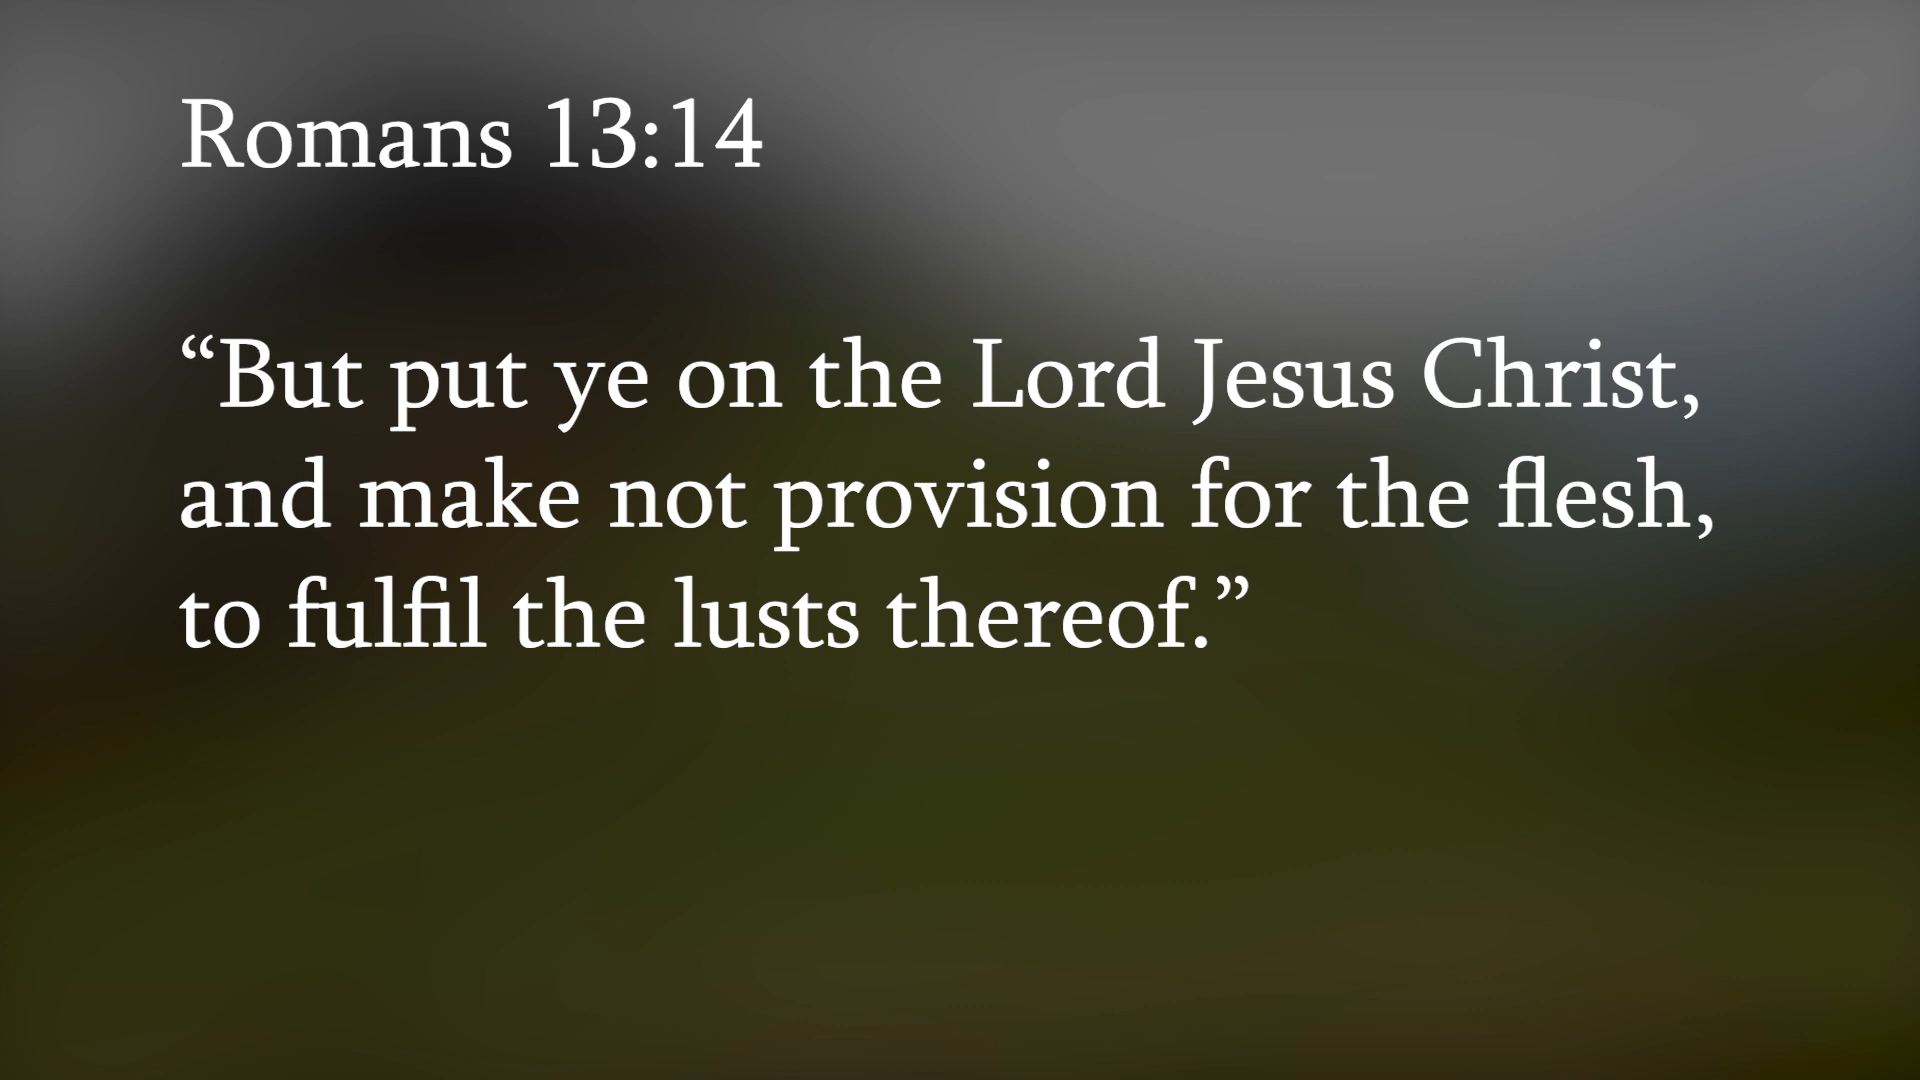 Romans 13:14
“But put ye on the Lord Jesus Christ,
and make not provision for the flesh,
to fulfil the lusts thereof.”